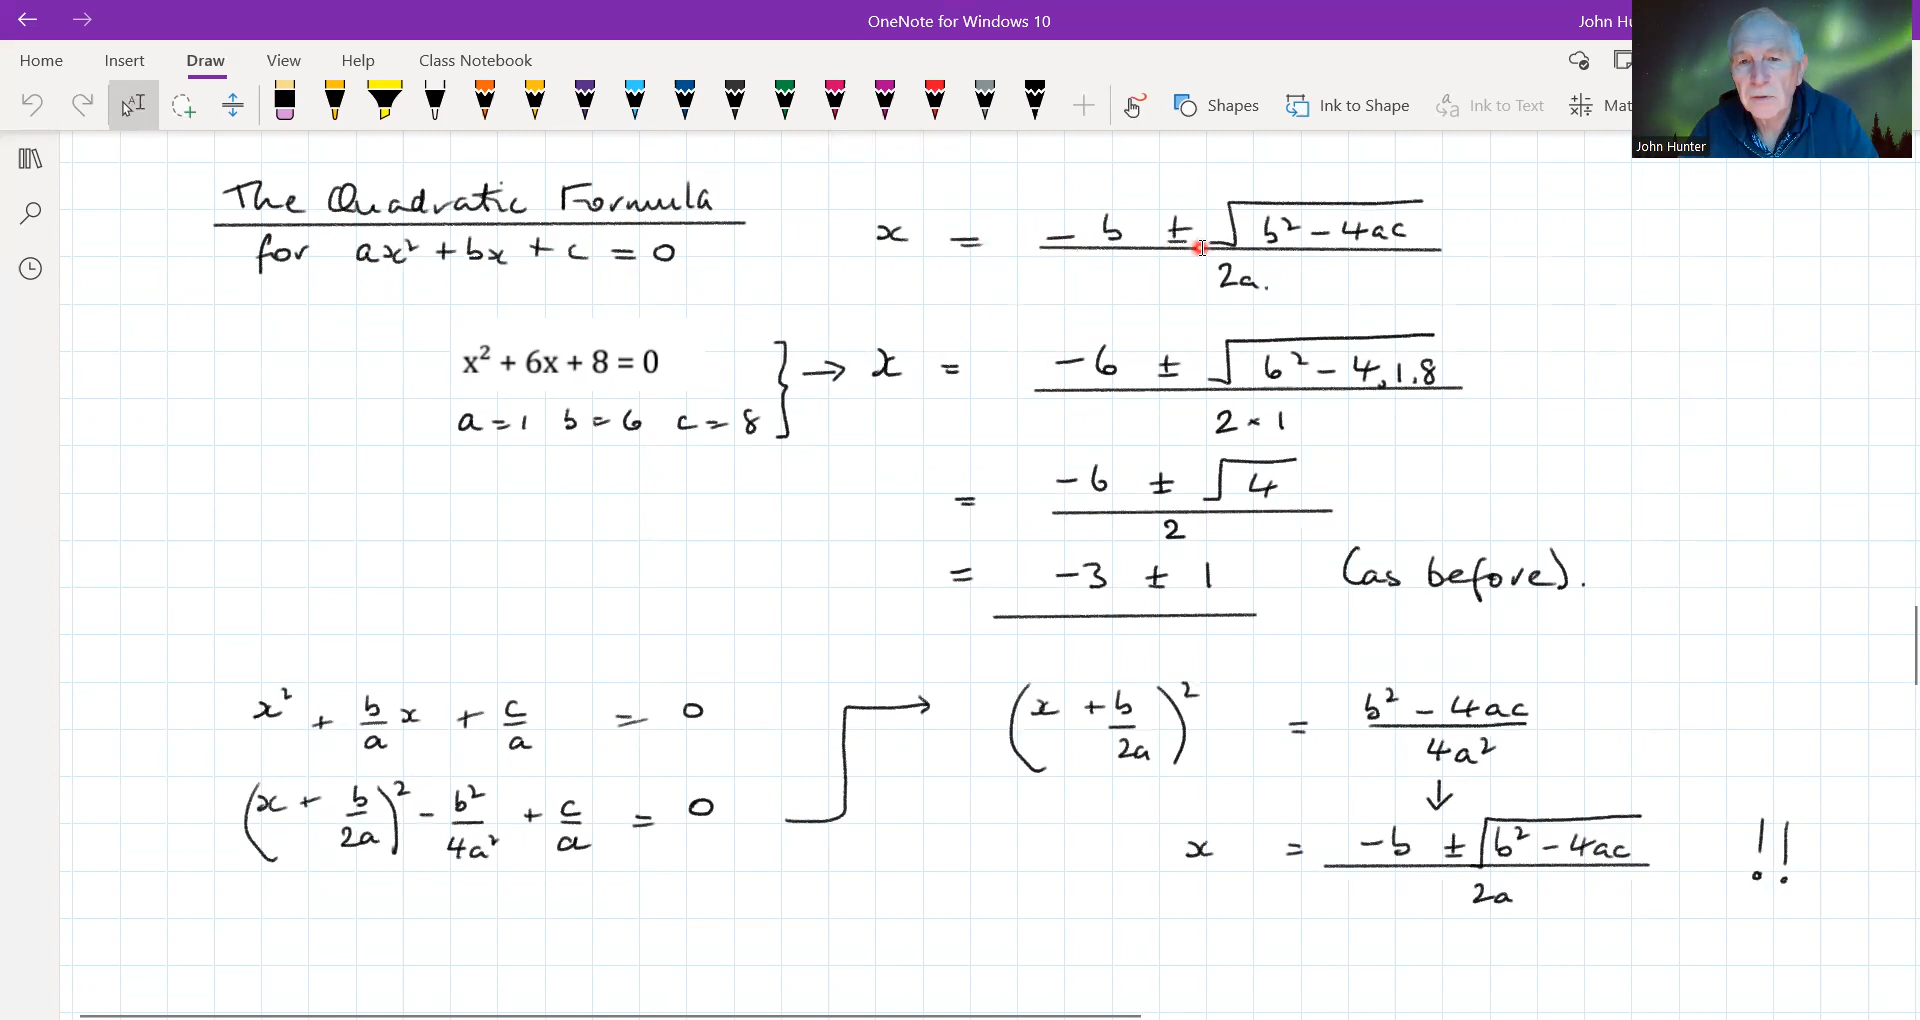 OneNote for Windows 10
John Hu
Home Insert Draw View Help Class Notebook
Shapes Ink to Shape Ink to Text Mat
John Hunter
The Quadratic Formula
for ax² + bx + c = 0
x = -b ± √(b² - 4ac)
2a.
x² + 6x + 8 = 0
a = 1 b = 6 c = 8
} → x = -6 ± √(6² - 4.1.8)
2 × 1
= -6 ± √4
2
= -3 ± 1 (as before).
x² + b/a x + c/a = 0
(x + b/2a)² - b²/4a² + c/a = 0
(x + b/2a)² = b² - 4ac
4a²
↓
x = -b ± √(b² - 4ac) !!
2a